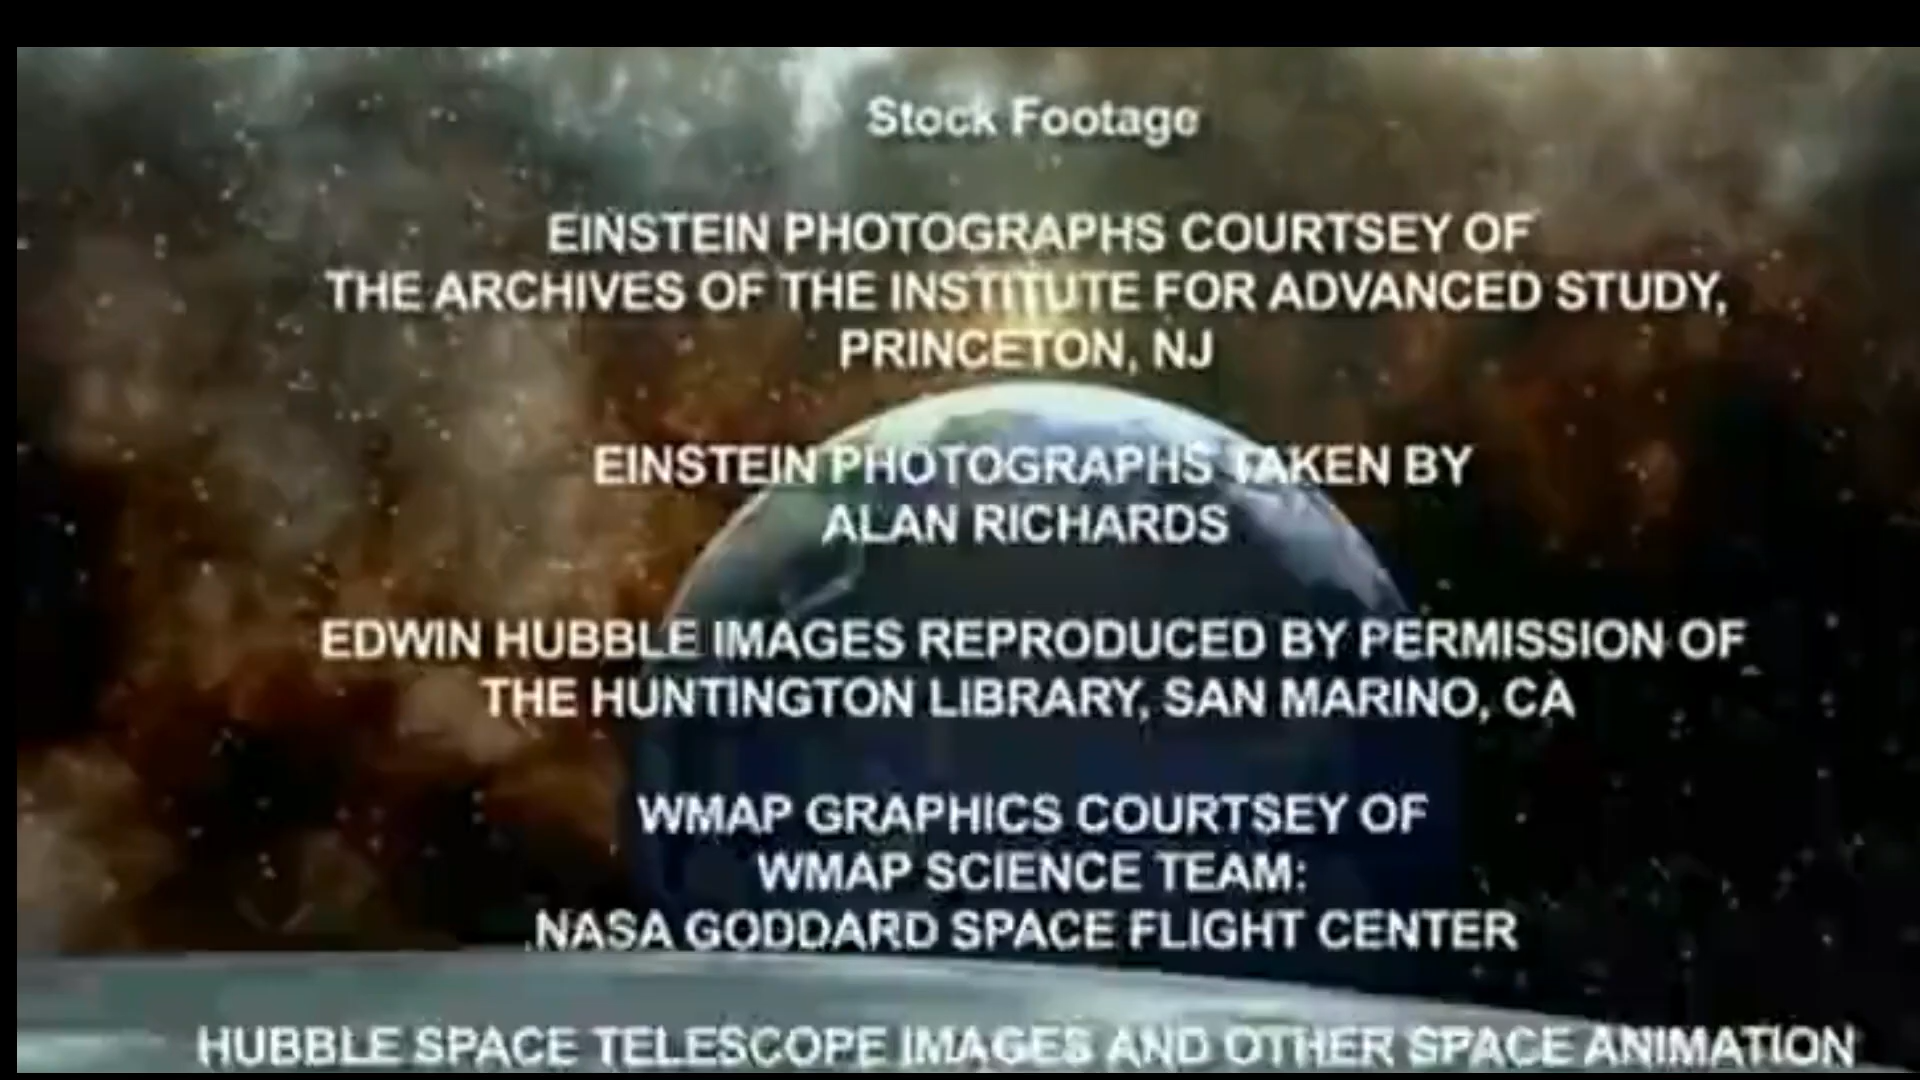 Stock Footage
EINSTEIN PHOTOGRAPHS COURTSEY OF
THE ARCHIVES OF THE INSTITUTE FOR ADVANCED STUDY,
PRINCETON, NJ
EINSTEIN PHOTOGRAPHS TAKEN BY
ALAN RICHARDS
EDWIN HUBBLE IMAGES REPRODUCED BY PERMISSION OF
THE HUNTINGTON LIBRARY, SAN MARINO, CA
WMAP GRAPHICS COURTSEY OF
WMAP SCIENCE TEAM:
NASA GODDARD SPACE FLIGHT CENTER
HUBBLE SPACE TELESCOPE IMAGES AND OTHER SPACE ANIMATION